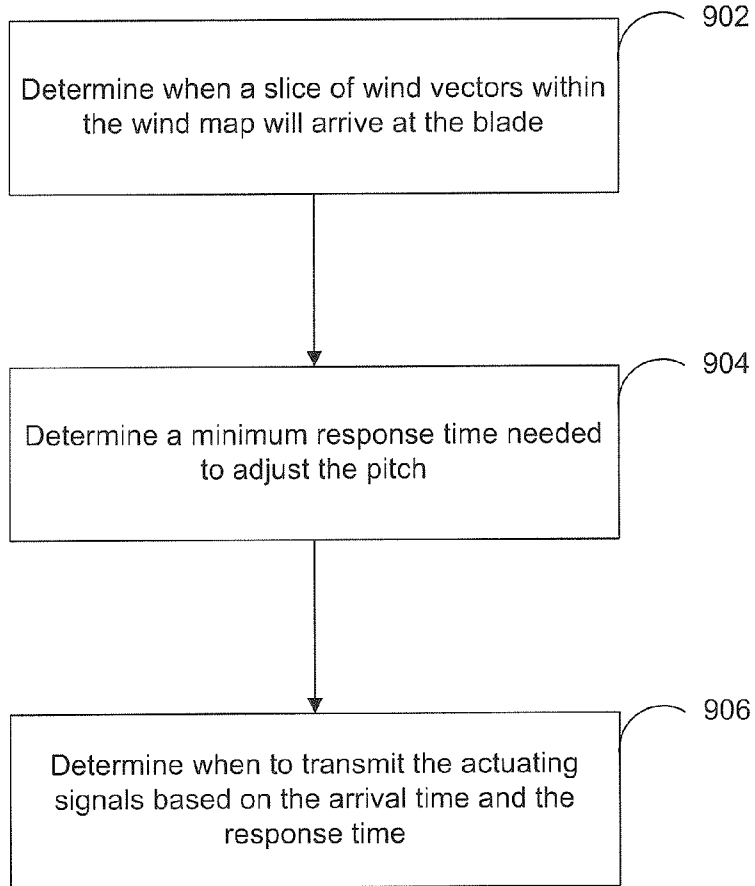 902
Determine when a slice of wind vectors within
the wind map will arrive at the blade
904
Determine a minimum response time needed
to adjust the pitch
906
Determine when to transmit the actuating
signals based on the arrival time and the
response time